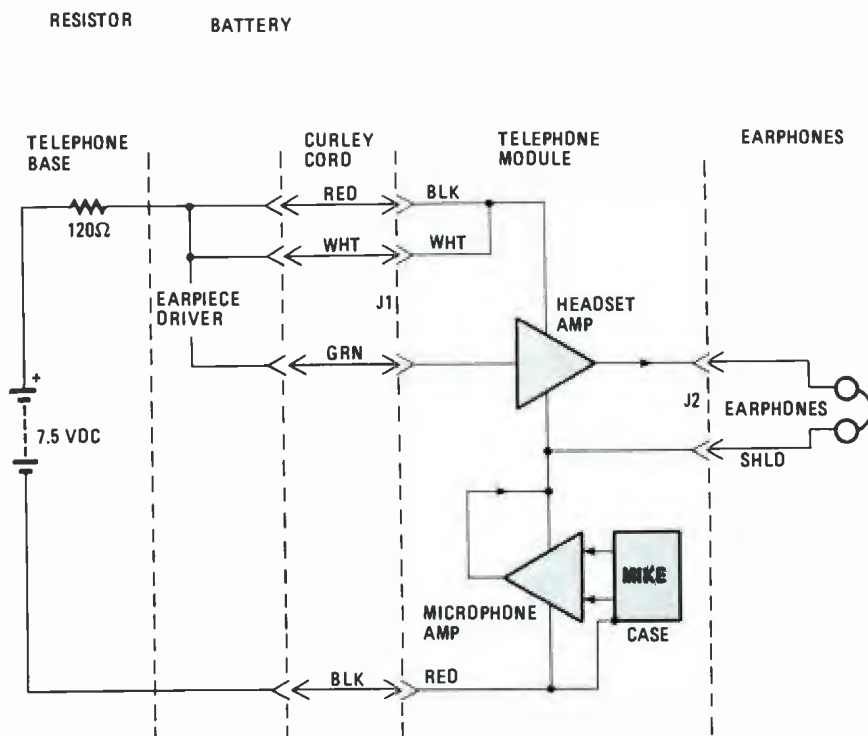 RESISTOR
BATTERY
TELEPHONE
BASE
CURLEY
CORD
TELEPHONE
MODULE
EARPHONES
120Ω
RED
BLK
WHT
WHT
EARPIECE
DRIVER
J1
HEADSET
AMP
GRN
J2
EARPHONES
+
7.5 VDC
SHLD
MIKE
MICROPHONE
AMP
CASE
BLK
RED